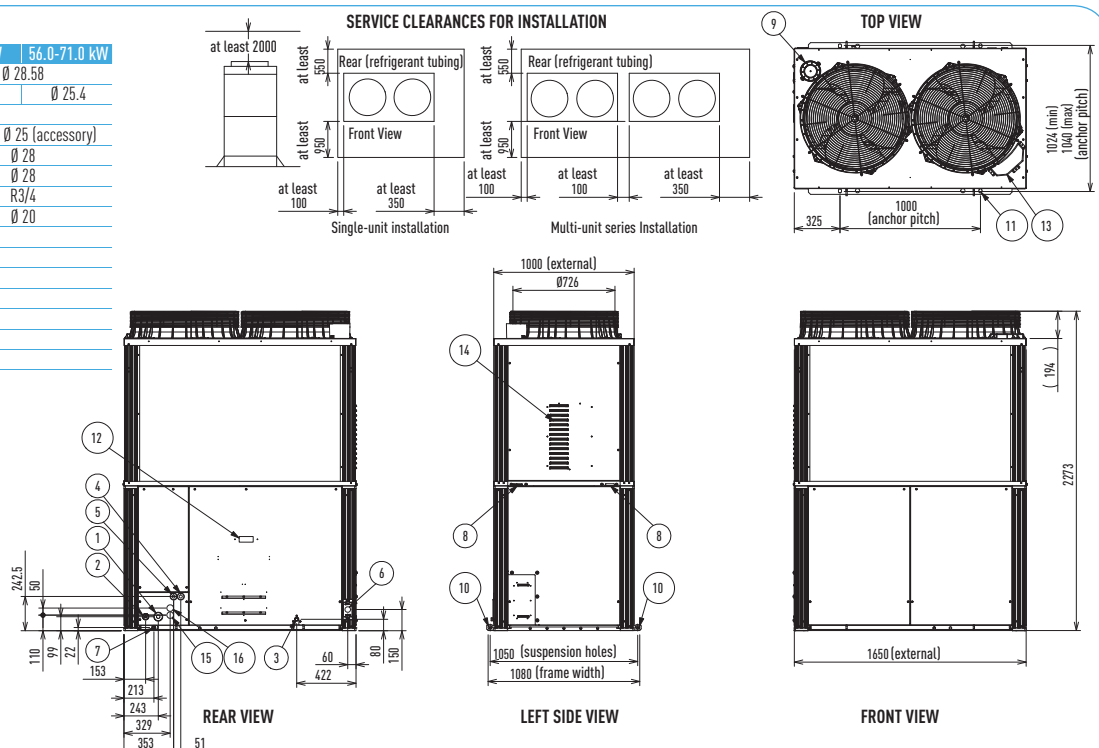 SERVICE CLEARANCES FOR INSTALLATION
TOP VIEW
56.0-71.0 kW
Ø 28.58
Ø 25.4
Ø 25 (accessory)
Ø 28
Ø 28
R3/4
Ø 20
at least 2000
at least 550
Rear (refrigerant tubing)
Front View
at least 950
at least 100
at least 350
Single-unit installation
at least 550
Rear (refrigerant tubing)
Front View
at least 950
at least 100
at least 100
at least 350
Multi-unit series Installation
9
1024 (min)
1040 (max)
(anchor pitch)
325
1000
(anchor pitch)
11
13
12
4
5
1
2
6
242.5
50
110
99
22
7
15
16
3
60
80
150
153
213
243
329
353
51
422
REAR VIEW
1000 (external)
Ø726
14
8
8
10
10
1050 (suspension holes)
1080 (frame width)
LEFT SIDE VIEW
( 194 )
2273
1650 (external)
FRONT VIEW